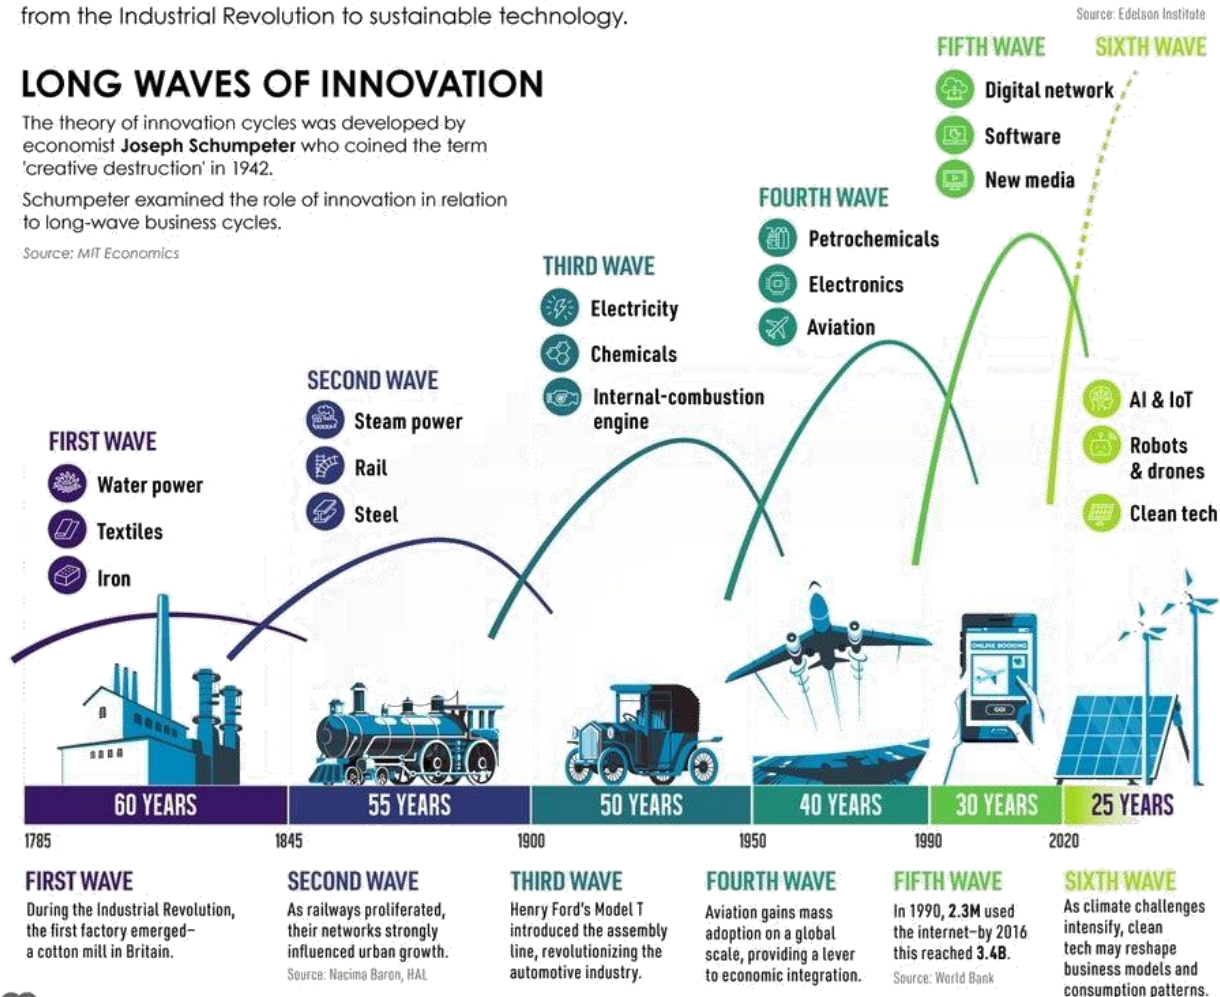 from the Industrial Revolution to sustainable technology.
Source: Edelson Institute
LONG WAVES OF INNOVATION
The theory of innovation cycles was developed by
economist Joseph Schumpeter who coined the term
'creative destruction' in 1942.
Schumpeter examined the role of innovation in relation
to long-wave business cycles.
Source: MIT Economics
FIRST WAVE
Water power
Textiles
Iron
SECOND WAVE
Steam power
Rail
Steel
THIRD WAVE
Electricity
Chemicals
Internal-combustion
engine
FOURTH WAVE
Petrochemicals
Electronics
Aviation
FIFTH WAVE
Digital network
Software
New media
SIXTH WAVE
AI & IoT
Robots
& drones
Clean tech
ONLINE BOOKING
GO!
60 YEARS
55 YEARS
50 YEARS
40 YEARS
30 YEARS
25 YEARS
1785
1845
1900
1950
1990
2020
FIRST WAVE
During the Industrial Revolution,
the first factory emerged–
a cotton mill in Britain.
SECOND WAVE
As railways proliferated,
their networks strongly
influenced urban growth.
Source: Nacima Baron, HAL
THIRD WAVE
Henry Ford's Model T
introduced the assembly
line, revolutionizing the
automotive industry.
FOURTH WAVE
Aviation gains mass
adoption on a global
scale, providing a lever
to economic integration.
FIFTH WAVE
In 1990, 2.3M used
the internet–by 2016
this reached 3.4B.
Source: World Bank
SIXTH WAVE
As climate challenges
intensify, clean
tech may reshape
business models and
consumption patterns.